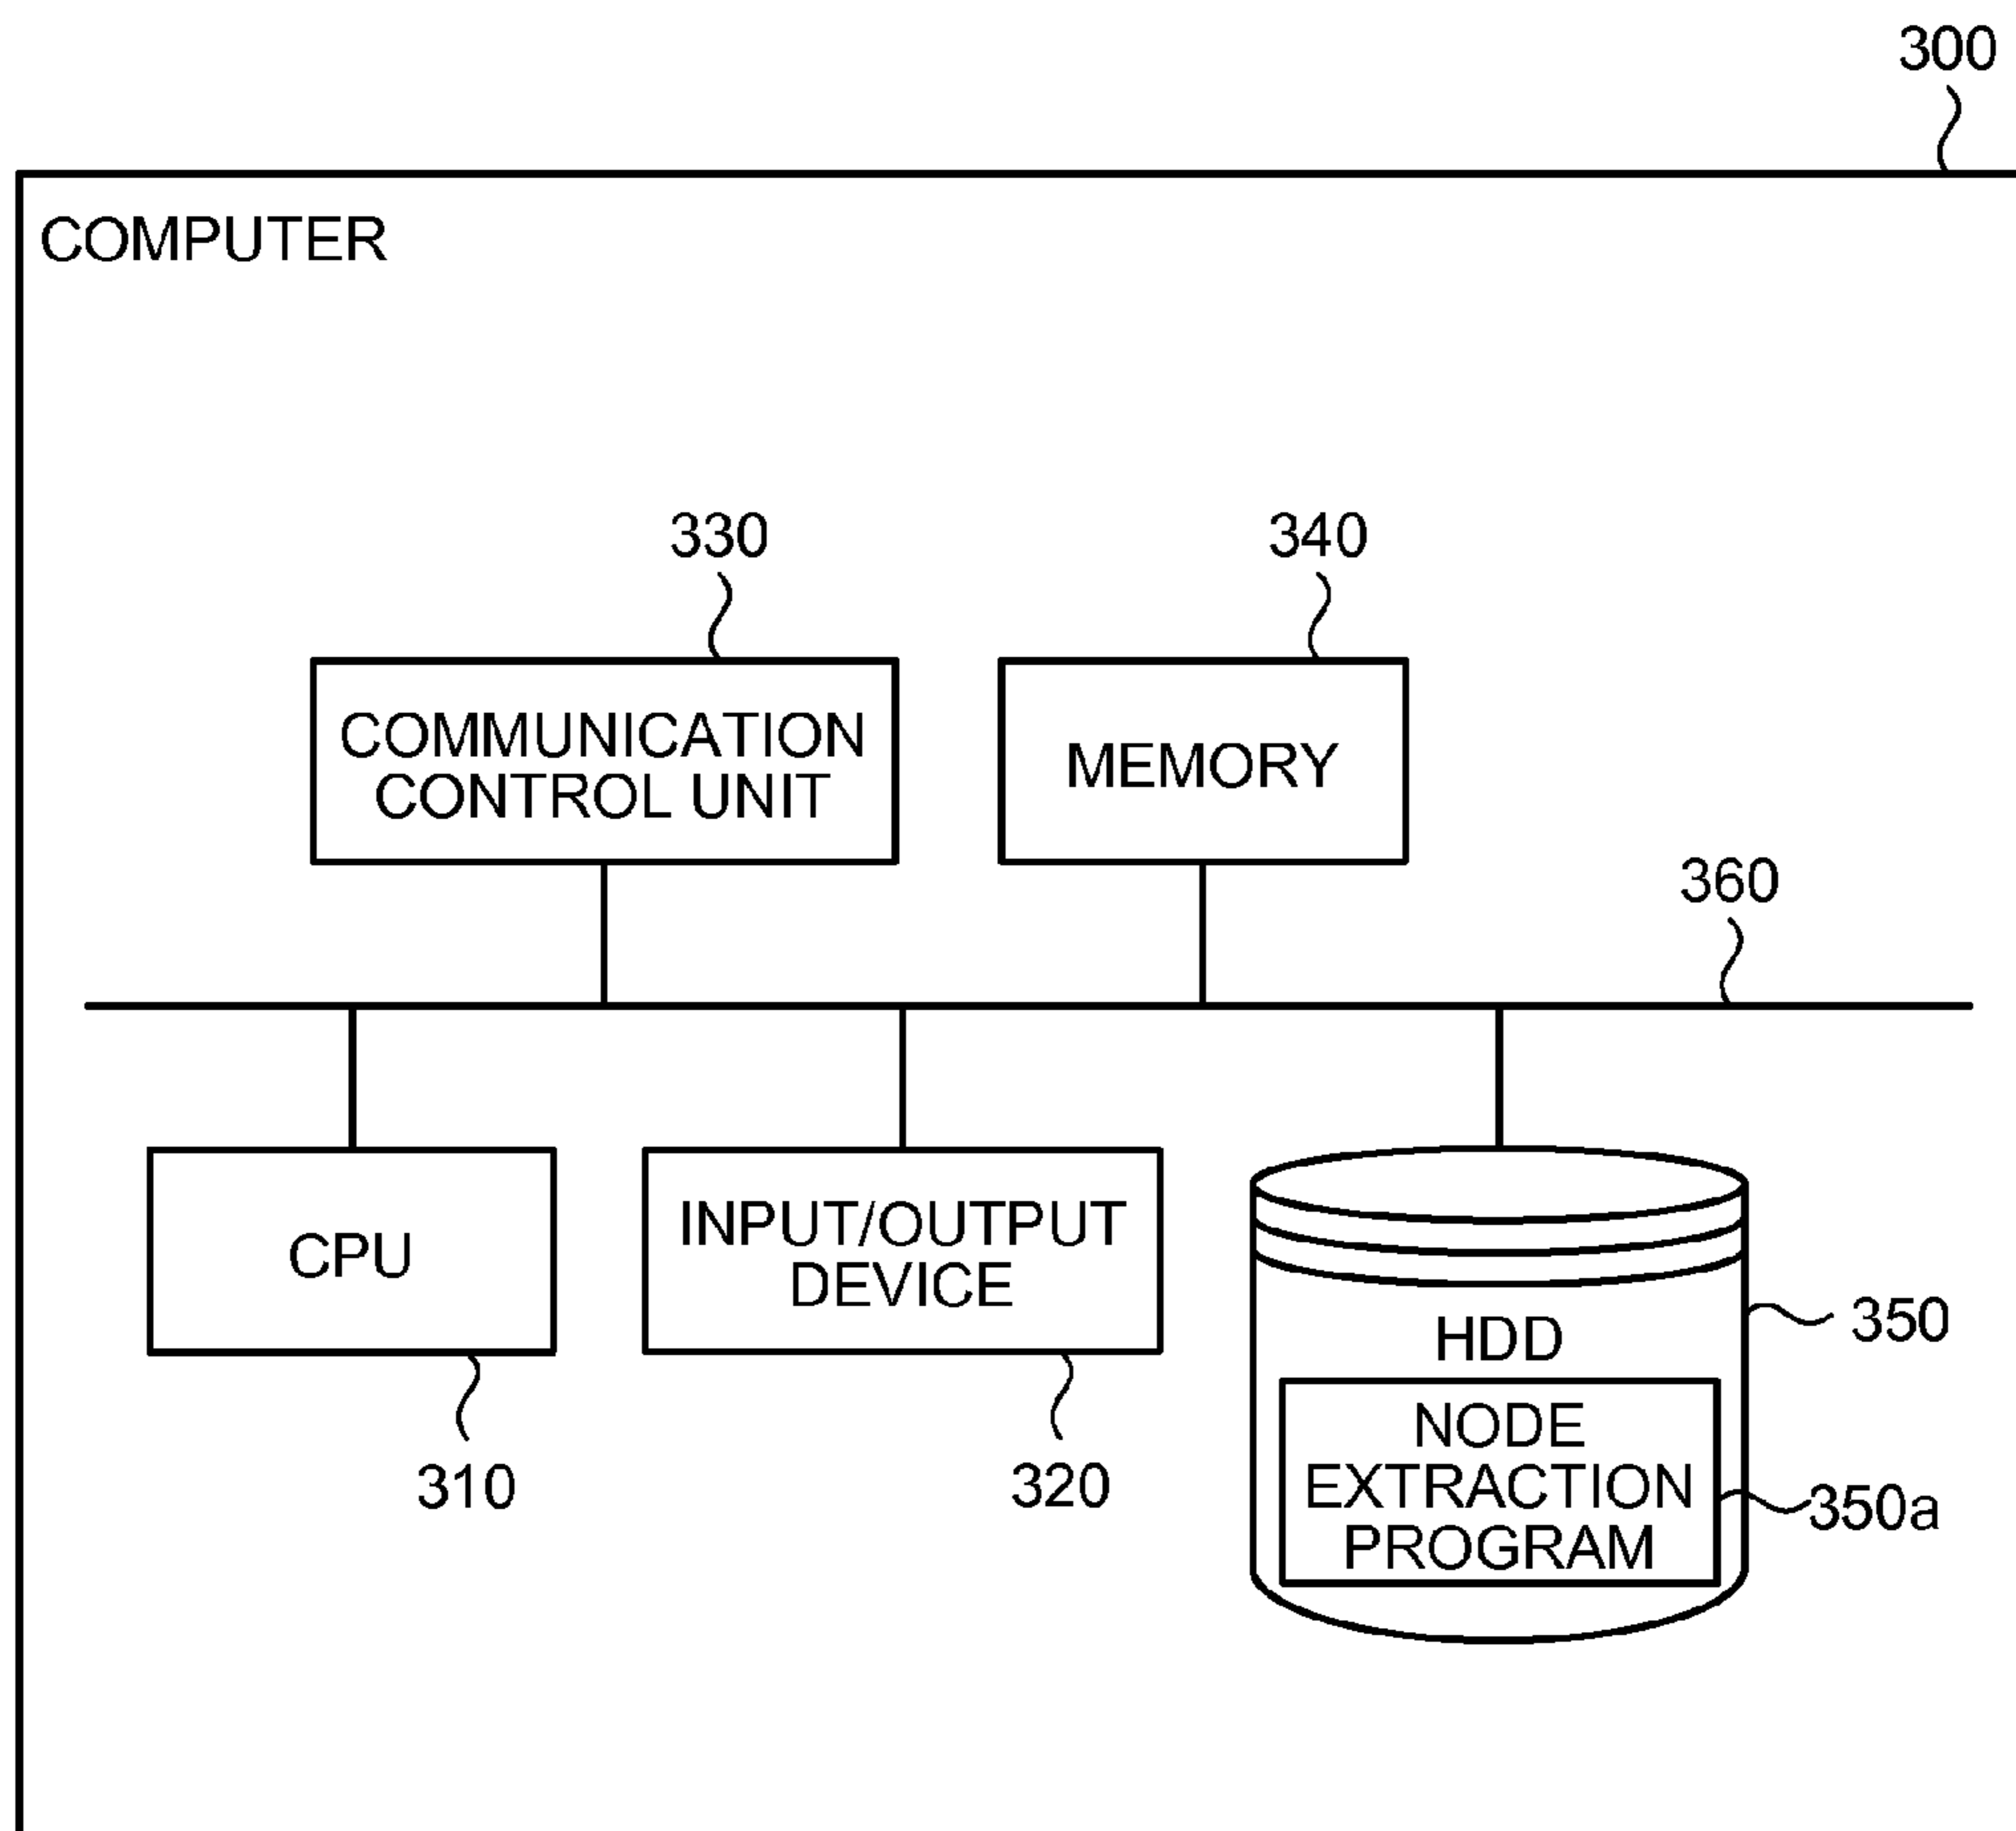 300
COMPUTER
330
340
COMMUNICATION
CONTROL UNIT
MEMORY
360
CPU
INPUT/OUTPUT
DEVICE
HDD
350
NODE
EXTRACTION
PROGRAM
350a
310
320